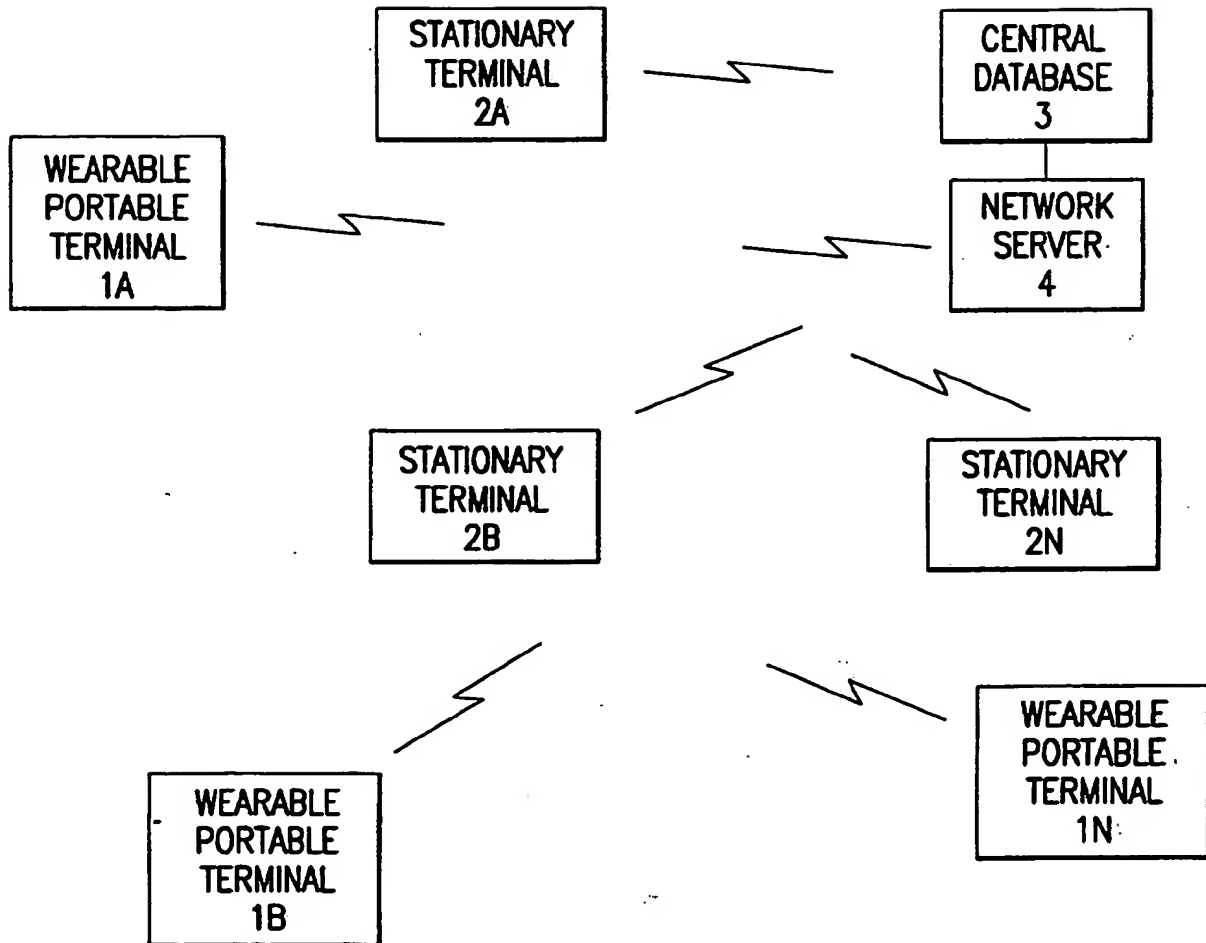 STATIONARY
TERMINAL
2A
CENTRAL
DATABASE
3
WEARABLE
PORTABLE
TERMINAL
1A
NETWORK
SERVER
4
STATIONARY
TERMINAL
2B
STATIONARY
TERMINAL
2N
WEARABLE
PORTABLE
TERMINAL
1N
WEARABLE
PORTABLE
TERMINAL
1B